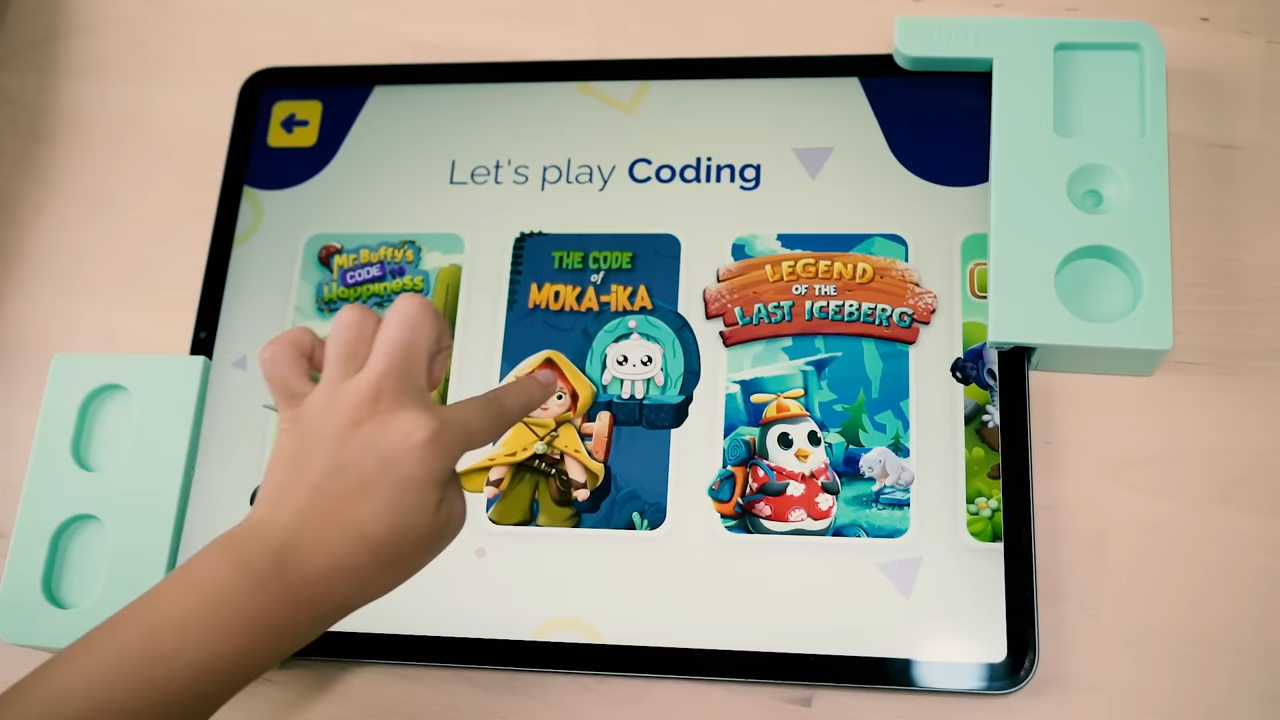 Let's play Coding
Mr. Buffy's
CODE
Happiness
THE CODE
of
MOKA-iKA
LEGEND
OF THE
LAST ICEBERG